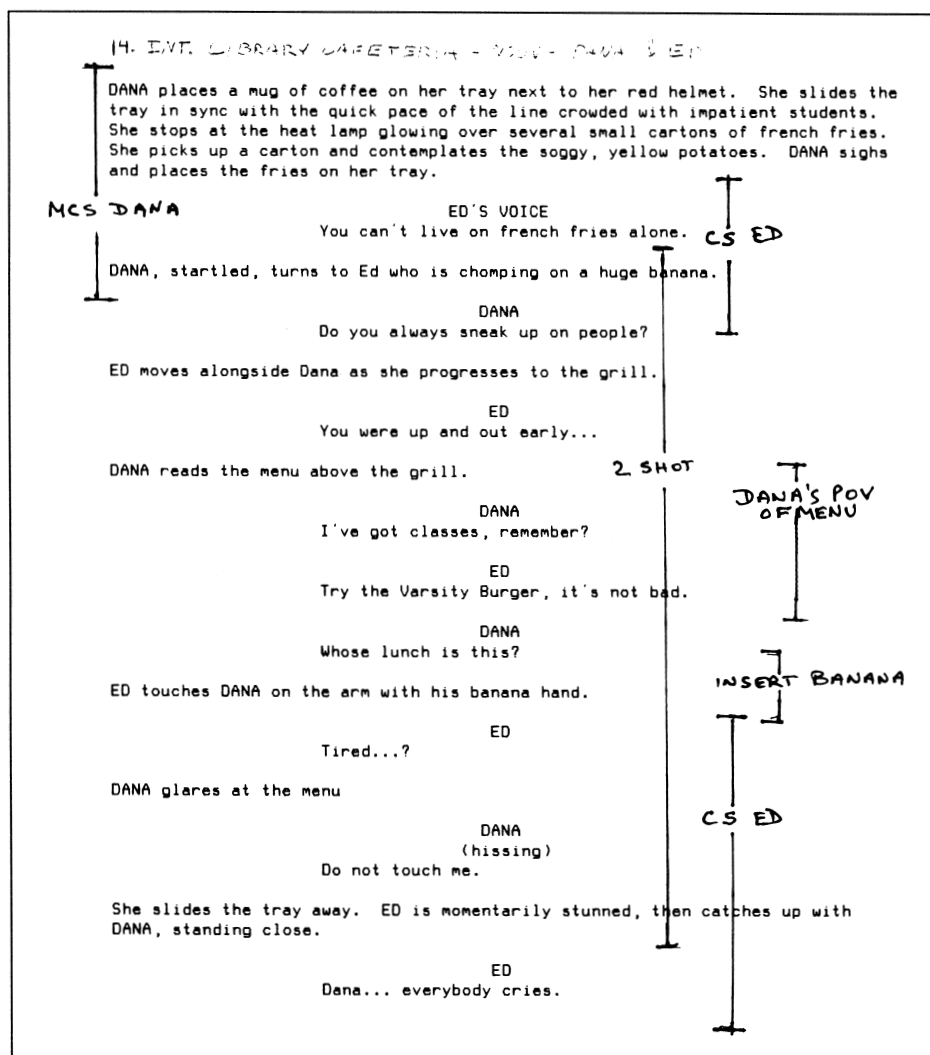 14. INT. LIBRARY CAFETERIA - NOON - DANA & ED
DANA places a mug of coffee on her tray next to her red helmet. She slides the
tray in sync with the quick pace of the line crowded with impatient students.
She stops at the heat lamp glowing over several small cartons of french fries.
She picks up a carton and contemplates the soggy, yellow potatoes. DANA sighs
and places the fries on her tray.
MCS DANA
ED'S VOICE
You can't live on french fries alone.
CS ED
DANA, startled, turns to Ed who is chomping on a huge banana.
DANA
Do you always sneak up on people?
ED moves alongside Dana as she progresses to the grill.
ED
You were up and out early...
DANA reads the menu above the grill.
2 SHOT
DANA'S POV
OF MENU
DANA
I've got classes, remember?
ED
Try the Varsity Burger, it's not bad.
DANA
Whose lunch is this?
ED touches DANA on the arm with his banana hand.
INSERT BANANA
ED
Tired...?
DANA glares at the menu
CS ED
DANA
(hissing)
Do not touch me.
She slides the tray away. ED is momentarily stunned, then catches up with
DANA, standing close.
ED
Dana... everybody cries.